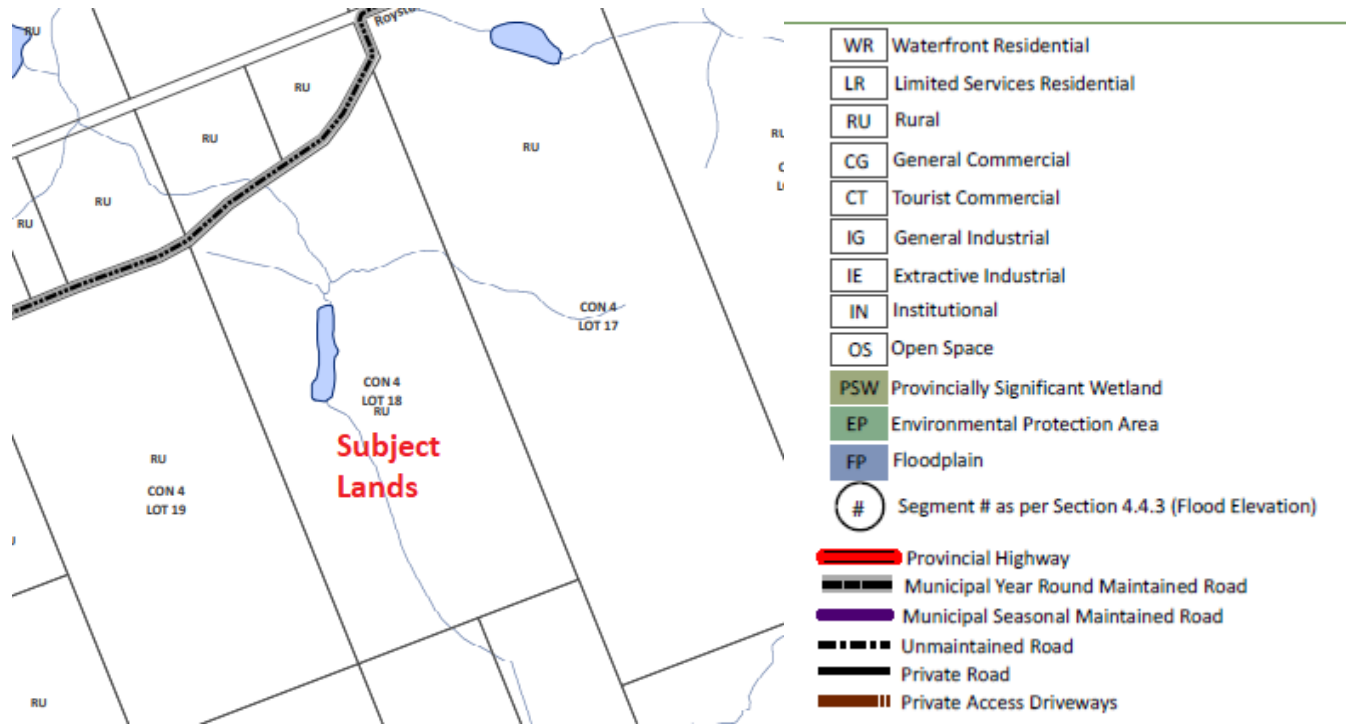 Roysto
RU
RU
RU
RU
RU
RU
RU
CON 4
LOT 17
CON 4
LOT 18
RU
Subject
Lands
RU
CON 4
LOT 19
RU
WR Waterfront Residential
LR Limited Services Residential
RU Rural
CG General Commercial
CT Tourist Commercial
IG General Industrial
IE Extractive Industrial
IN Institutional
OS Open Space
PSW Provincially Significant Wetland
EP Environmental Protection Area
FP Floodplain
# Segment # as per Section 4.4.3 (Flood Elevation)
Provincial Highway
Municipal Year Round Maintained Road
Municipal Seasonal Maintained Road
Unmaintained Road
Private Road
Private Access Driveways